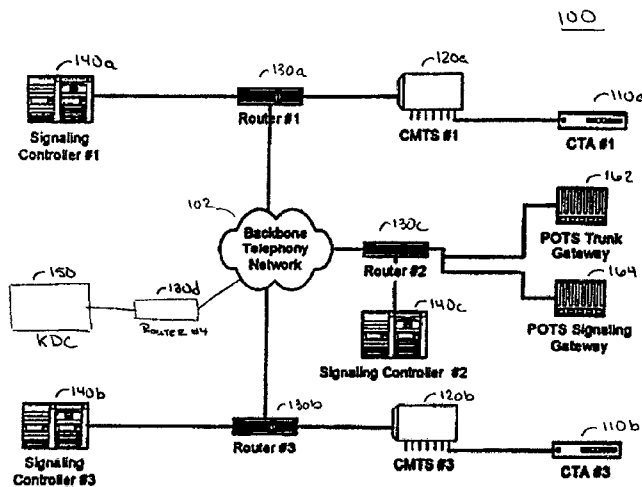 100
140a
130a
120a
110a
Signaling
Controller #1
Router #1
CMTS #1
CTA #1
102
Backbone
Telephony
Network
130c
Router #2
162
POTS Trunk
Gateway
164
POTS Signaling
Gateway
150
KDC
130d
ROUTER #4
140c
Signaling Controller #2
140b
130b
120b
110b
Signaling
Controller #3
Router #3
CMTS #3
CTA #3